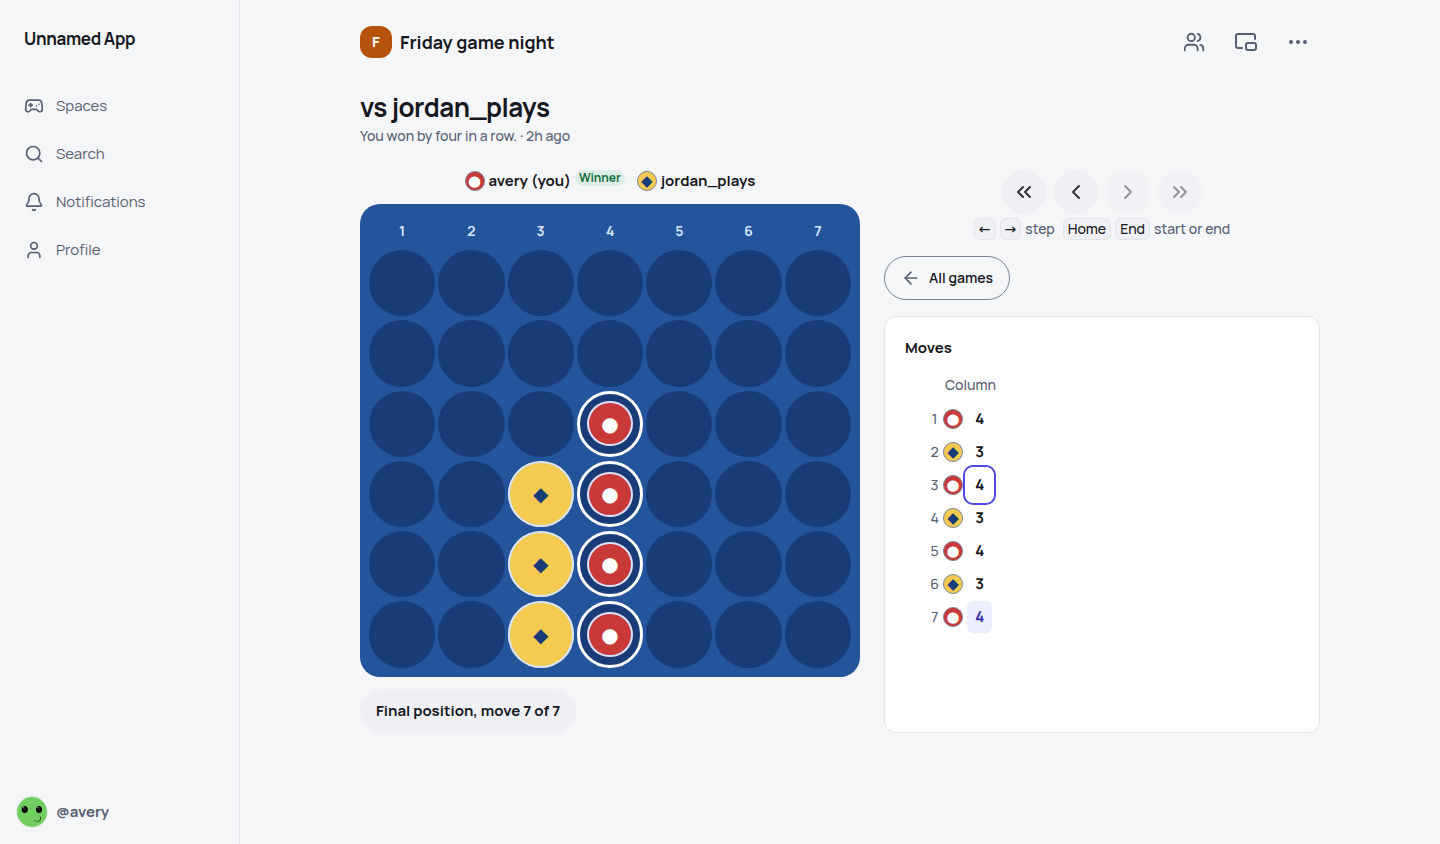 Unnamed App
Spaces
Search
Notifications
Profile
@avery
F Friday game night
vs jordan_plays
You won by four in a row. · 2h ago
avery (you) Winner jordan_plays
1 2 3 4 5 6 7
Final position, move 7 of 7
← → step Home End start or end
All games
Moves
Column
1 4
2 3
3 4
4 3
5 4
6 3
7 4